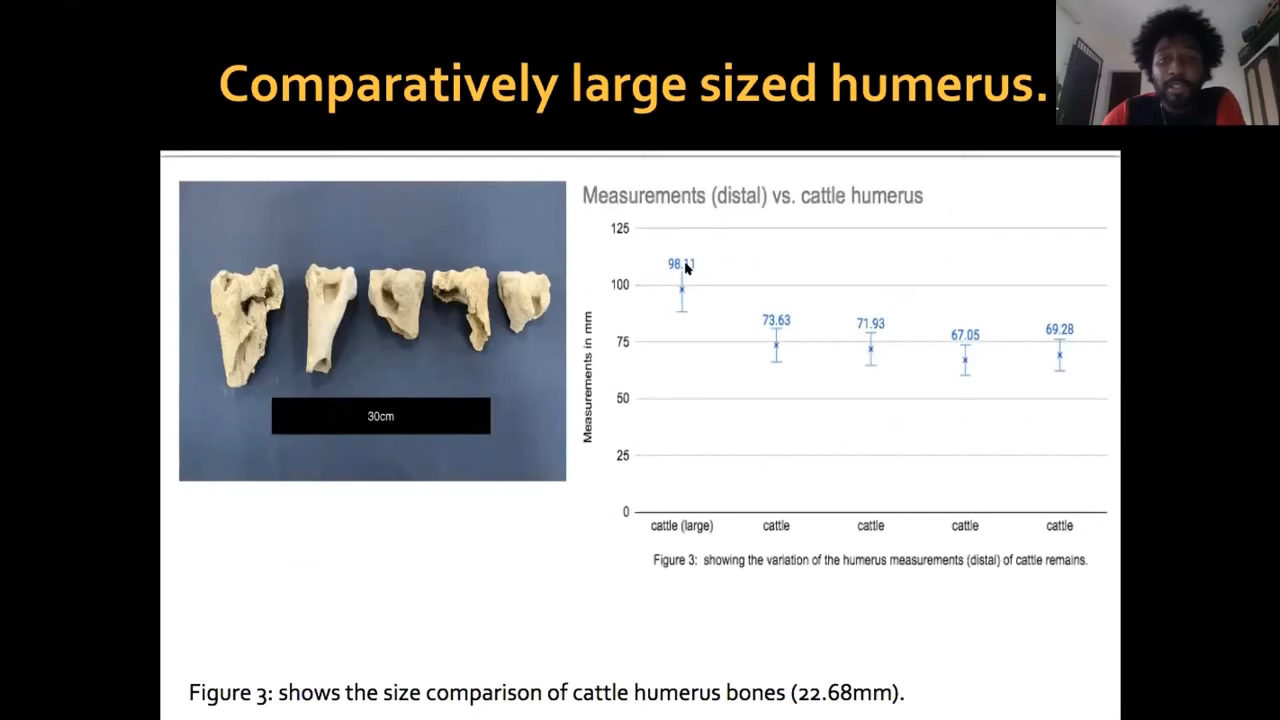 Comparatively large sized humerus.
Measurements (distal) vs. cattle humerus
125
100
75
50
25
0
Measurements in mm
98.11
73.63
71.93
67.05
69.28
cattle (large)
cattle
cattle
cattle
cattle
30cm
Figure 3: showing the variation of the humerus measurements (distal) of cattle remains.
Figure 3: shows the size comparison of cattle humerus bones (22.68mm).